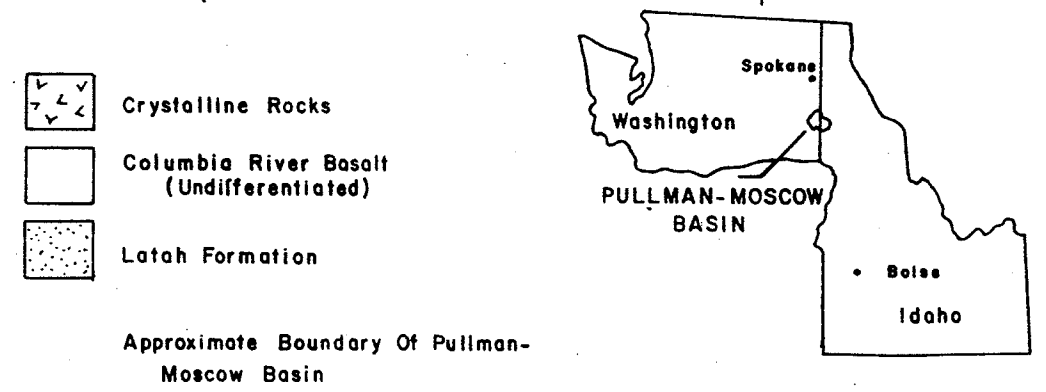 Crystalline Rocks
Columbia River Basalt
(Undifferentiated)
Latah Formation
Approximate Boundary Of Pullman-
Moscow Basin
Spokane
Washington
PULLMAN-MOSCOW
BASIN
Boise
Idaho